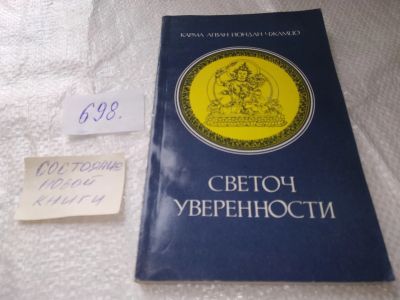 КАРМА АГВАН ЙОНДАН ЧЖАМЦО
698.
СОСТОЯНИЕ
НОВОЙ
КНИГИ
СВЕТОЧ
УВЕРЕННОСТИ